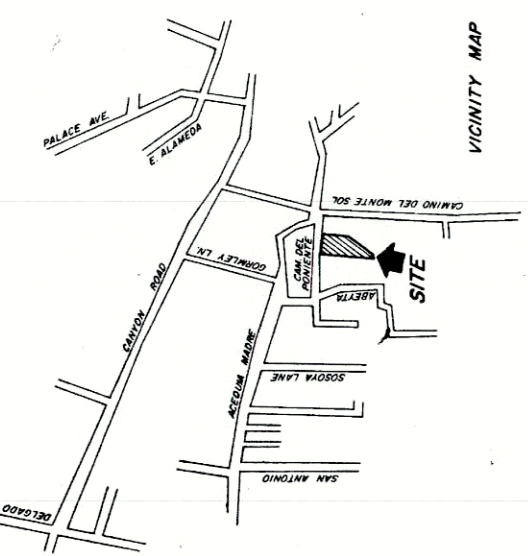 VICINITY MAP
PALACE AVE.
E. ALAMEDA
CAMINO DEL MONTE SOL
GORMLEY LN.
CAM. DEL
PONIENTE
SITE
ABEYTA
CANYON ROAD
ACEQUIA MADRE
SOSOYA LANE
SAN ANTONIO
DELGADO